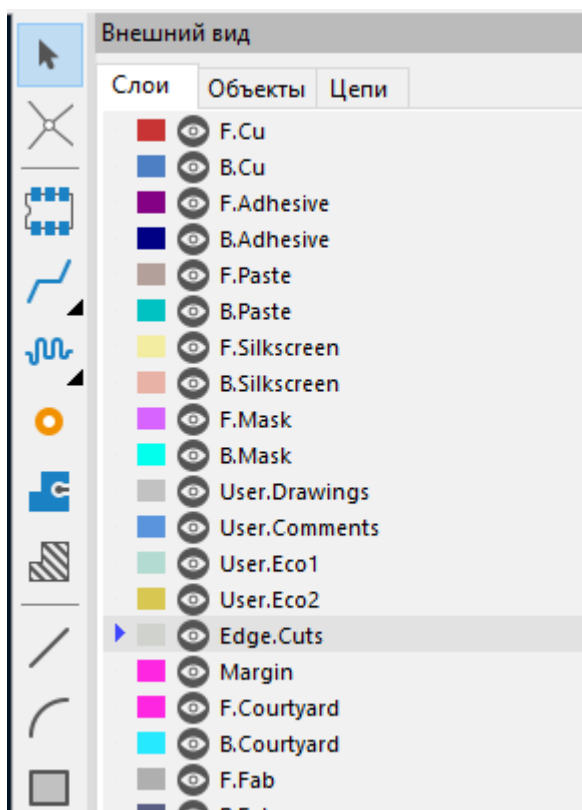 Внешний вид
Слои Объекты Цепи
F.Cu
B.Cu
F.Adhesive
B.Adhesive
F.Paste
B.Paste
F.Silkscreen
B.Silkscreen
F.Mask
B.Mask
User.Drawings
User.Comments
User.Eco1
User.Eco2
Edge.Cuts
Margin
F.Courtyard
B.Courtyard
F.Fab